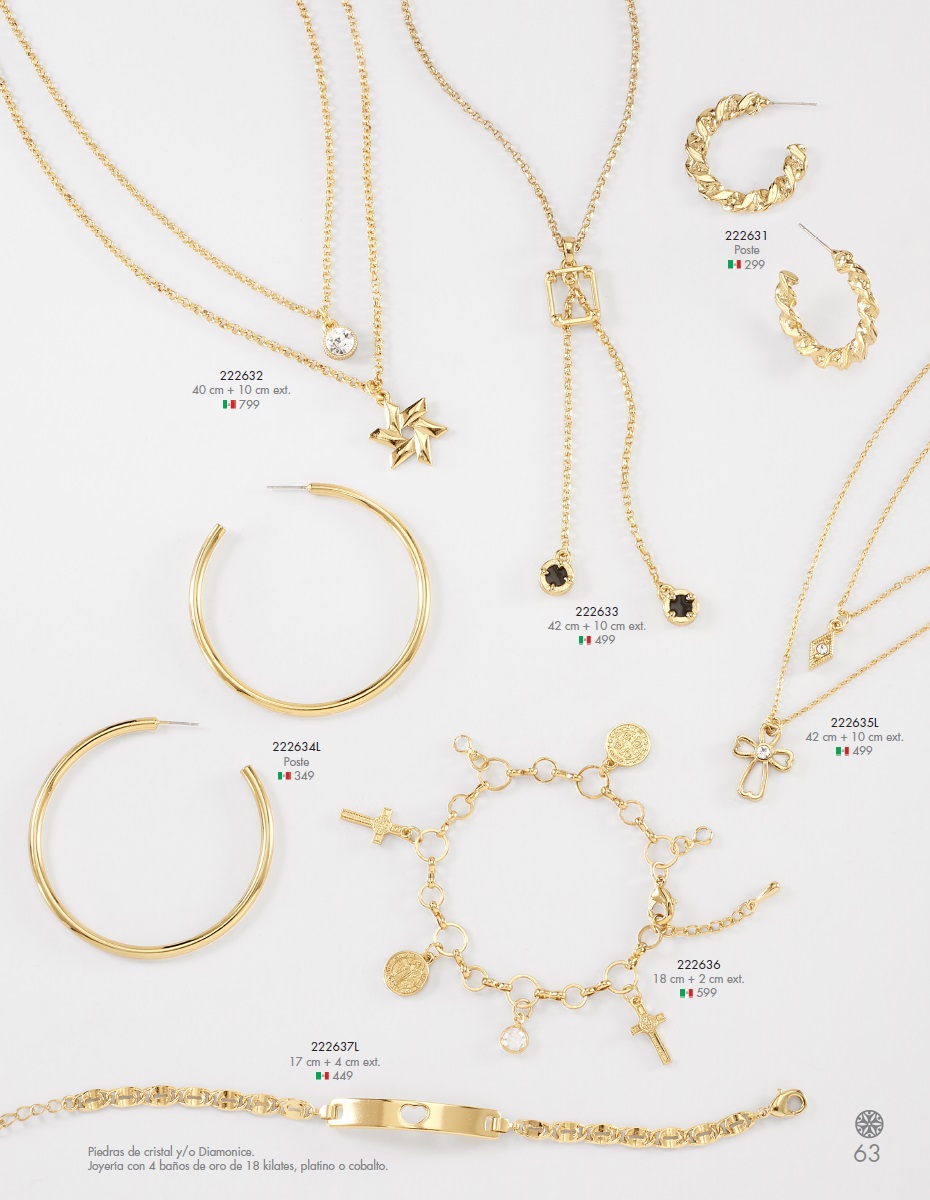 222631
Poste
299
222632
40 cm + 10 cm ext.
799
222633
42 cm + 10 cm ext.
499
222635L
42 cm + 10 cm ext.
499
222634L
Poste
349
222636
18 cm + 2 cm ext.
599
222637L
17 cm + 4 cm ext.
449
Piedras de cristal y/o Diamonice.
Joyería con 4 baños de oro de 18 kilates, platino o cobalto.
63